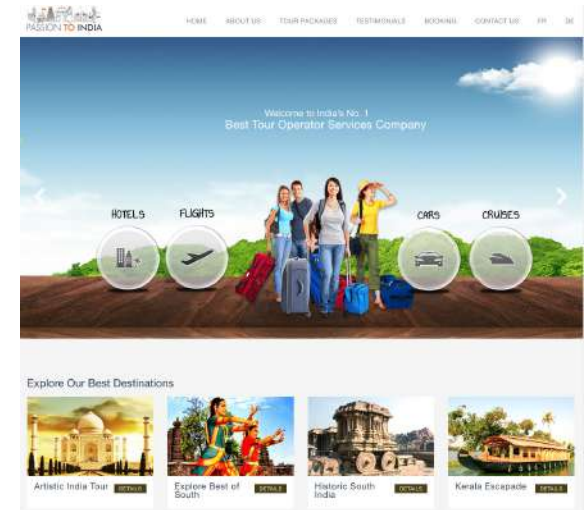 PASSION TO INDIA
HOME ABOUT US TOUR PACKAGES TESTIMONIALS BOOKING CONTACT US FR DE
Welcome to India's No. 1
Best Tour Operator Services Company
HOTELS FLIGHTS CARS CRUISES
Explore Our Best Destinations
Artistic India Tour DETAILS
Explore Best of
South DETAILS
Historic South
India DETAILS
Kerala Escapade DETAILS